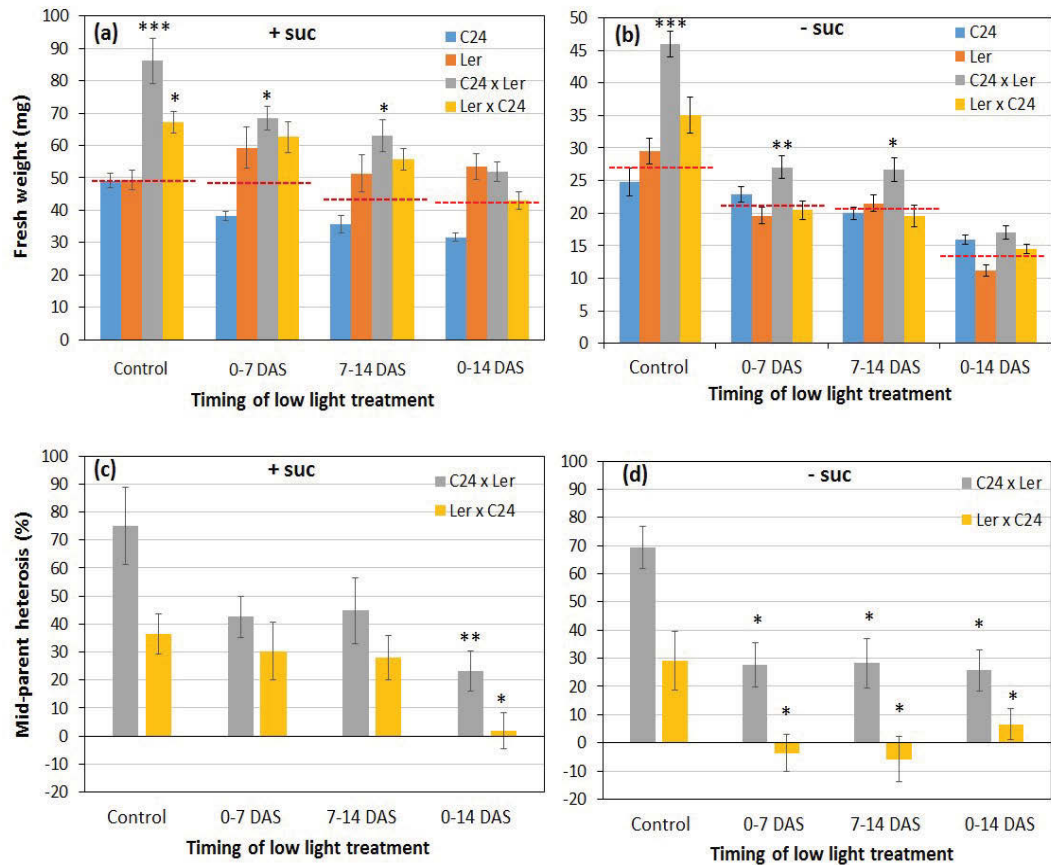 (a)
+ suc
C24
Ler
C24 x Ler
Ler x C24
***
*
*
*
100
90
80
70
60
50
40
30
20
10
0
Fresh weight (mg)
Control
0-7 DAS
7-14 DAS
0-14 DAS
Timing of low light treatment
(b)
- suc
C24
Ler
C24 x Ler
Ler x C24
***
**
*
50
45
40
35
30
25
20
15
10
5
0
Control
0-7 DAS
7-14 DAS
0-14 DAS
Timing of low light treatment
(c)
+ suc
C24 x Ler
Ler x C24
**
*
100
90
80
70
60
50
40
30
20
10
0
-10
-20
Mid-parent heterosis (%)
Control
0-7 DAS
7-14 DAS
0-14 DAS
Timing of low light treatment
(d)
- suc
C24 x Ler
Ler x C24
*
*
*
*
*
*
100
90
80
70
60
50
40
30
20
10
0
-10
-20
Control
0-7 DAS
7-14 DAS
0-14 DAS
Timing of low light treatment